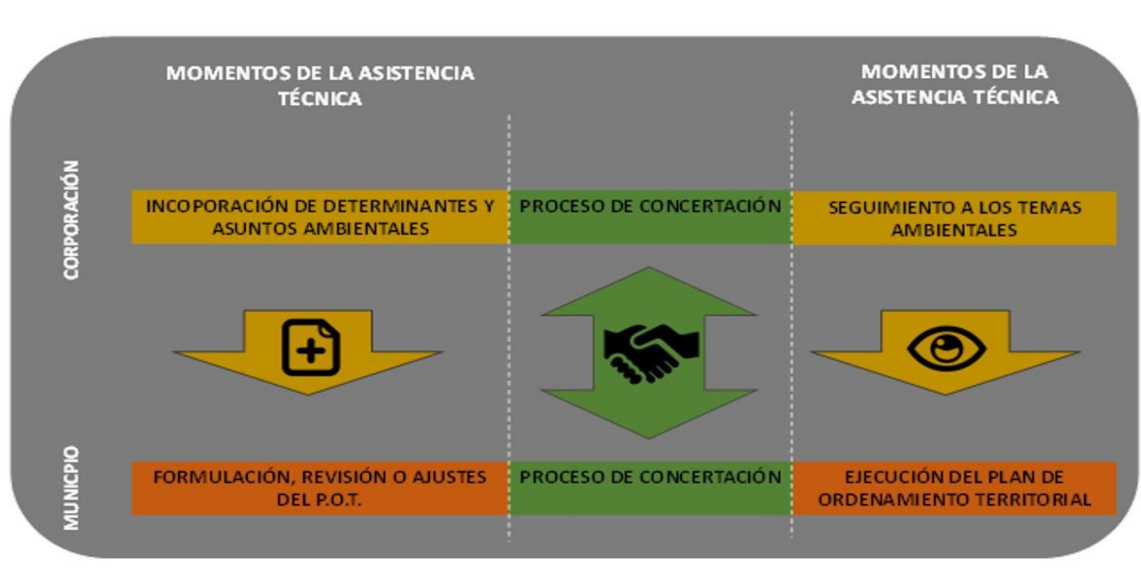 MOMENTOS DE LA ASISTENCIA
TÉCNICA
MOMENTOS DE LA
ASISTENCIA TÉCNICA
CORPORACIÓN
INCOPORACIÓN DE DETERMINANTES Y
ASUNTOS AMBIENTALES
PROCESO DE CONCERTACIÓN
SEGUIMIENTO A LOS TEMAS
AMBIENTALES
MUNICPIO
FORMULACIÓN, REVISIÓN O AJUSTES
DEL P.O.T.
PROCESO DE CONCERTACIÓN
EJECUCIÓN DEL PLAN DE
ORDENAMIENTO TERRITORIAL